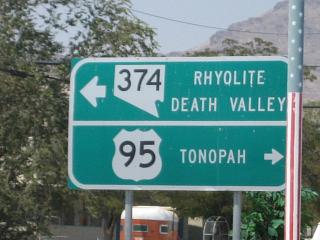 374 RHYOLITE
DEATH VALLEY
95 TONOPAH